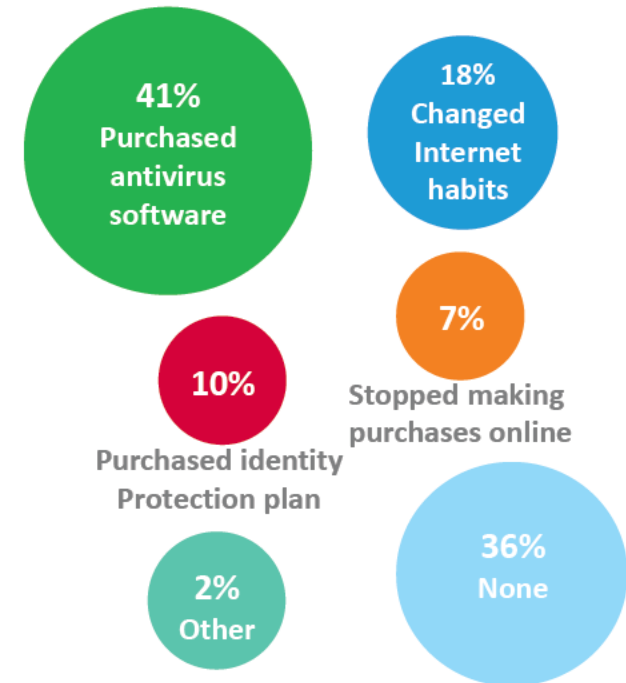 41%
Purchased
antivirus
software
18%
Changed
Internet
habits
10%
Purchased identity
Protection plan
7%
Stopped making
purchases online
2%
Other
36%
None